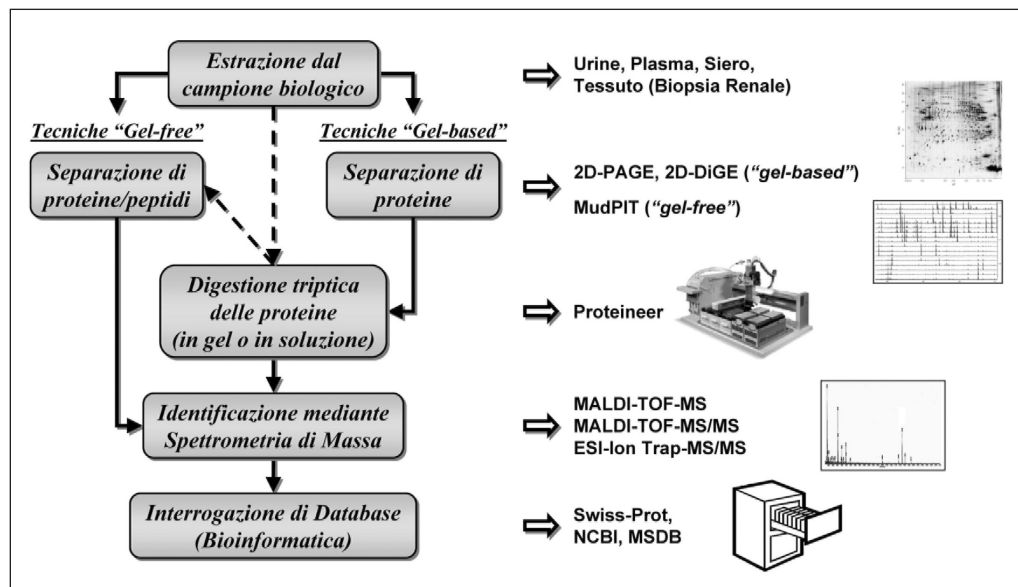 Estrazione dal
campione biologico
Urine, Plasma, Siero,
Tessuto (Biopsia Renale)
Tecniche “Gel-free”
Tecniche “Gel-based”
Separazione di
proteine/peptidi
Separazione di
proteine
2D-PAGE, 2D-DiGE (“gel-based”)
MudPIT (“gel-free”)
Digestione triptica
delle proteine
(in gel o in soluzione)
Proteineer
Identificazione mediante
Spettrometria di Massa
MALDI-TOF-MS
MALDI-TOF-MS/MS
ESI-Ion Trap-MS/MS
Interrogazione di Database
(Bioinformatica)
Swiss-Prot,
NCBI, MSDB